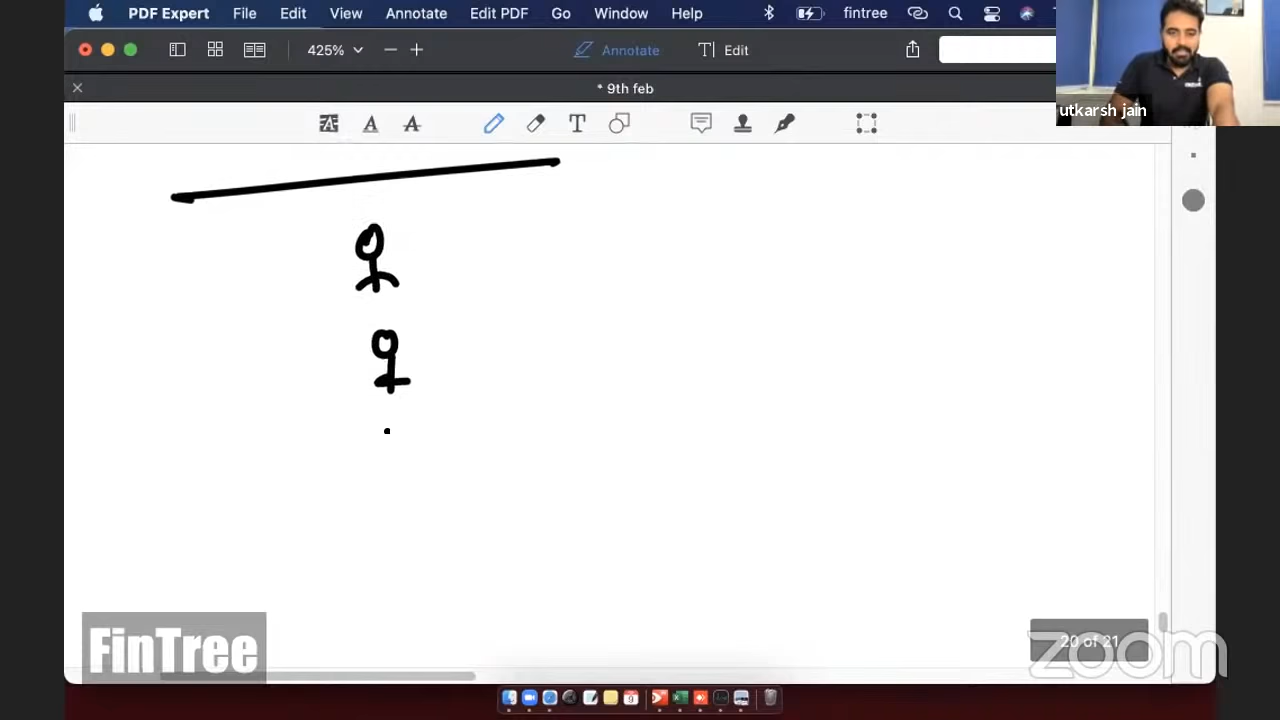 PDF Expert File Edit View Annotate Edit PDF Go Window Help fintree
425% Annotate T Edit
* 9th feb
A A A T
utkarsh jain
FinTree
20 of 21
zoom